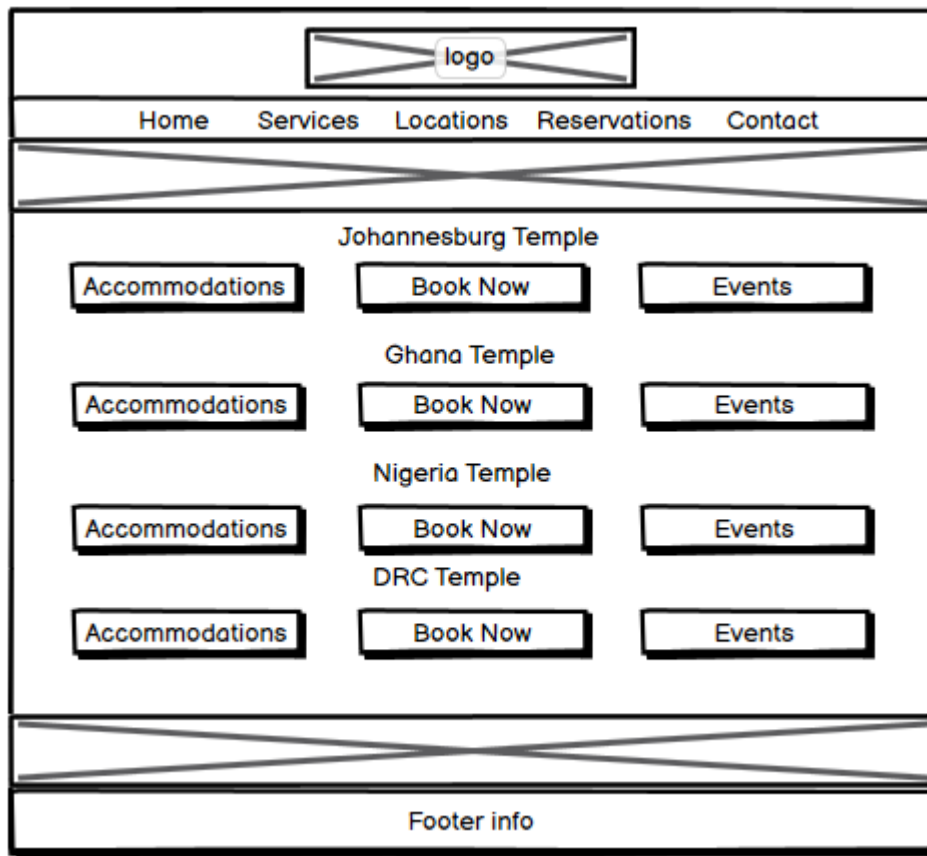 logo
Home Services Locations Reservations Contact
Johannesburg Temple
Accommodations Book Now Events
Ghana Temple
Accommodations Book Now Events
Nigeria Temple
Accommodations Book Now Events
DRC Temple
Accommodations Book Now Events
Footer info